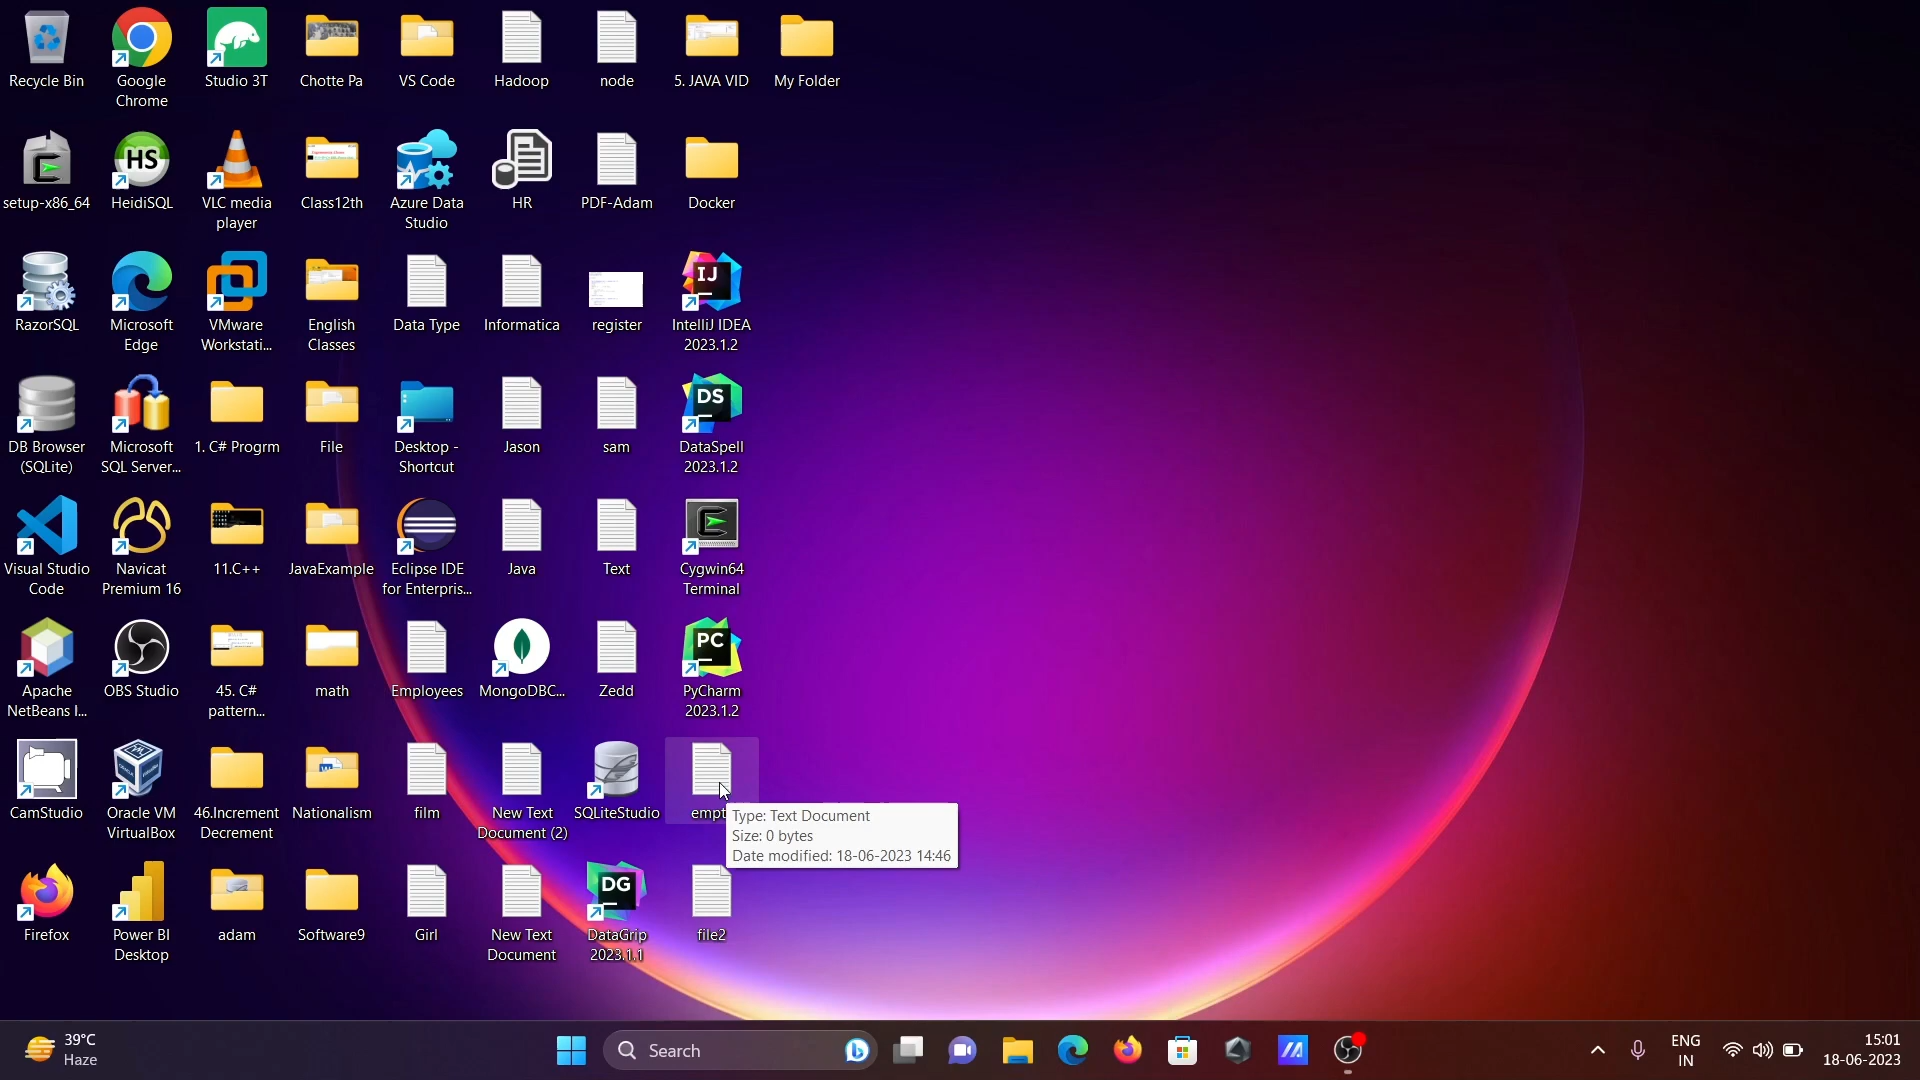 Recycle Bin
Google
Chrome
Studio 3T
Chotte Pa
VS Code
Hadoop
node
5. JAVA VID
My Folder
setup-x86_64
HS
HeidiSQL
VLC media
player
Class12th
Azure Data
Studio
HR
PDF-Adam
Docker
RazorSQL
Microsoft
Edge
VMware
Workstati...
English
Classes
Data Type
Informatica
register
IJ
IntelliJ IDEA
2023.1.2
DB Browser
(SQLite)
Microsoft
SQL Server...
1. C# Progrm
File
Desktop -
Shortcut
Jason
sam
DS
DataSpell
2023.1.2
Visual Studio
Code
Navicat
Premium 16
11.C++
JavaExample
Eclipse IDE
for Enterpris...
Java
Text
Cygwin64
Terminal
Apache
NetBeans I...
OBS Studio
45. C#
pattern...
math
Employees
MongoDBC...
Zedd
PC
PyCharm
2023.1.2
CamStudio
Oracle VM
VirtualBox
46.Increment
Decrement
Nationalism
film
New Text
Document (2)
SQLiteStudio
empt
Type: Text Document
Size: 0 bytes
Date modified: 18-06-2023 14:46
Firefox
Power BI
Desktop
adam
Software9
Girl
New Text
Document
DG
DataGrip
2023.1.1
file2
39°C
Haze
Search
ENG
IN
15:01
18-06-2023